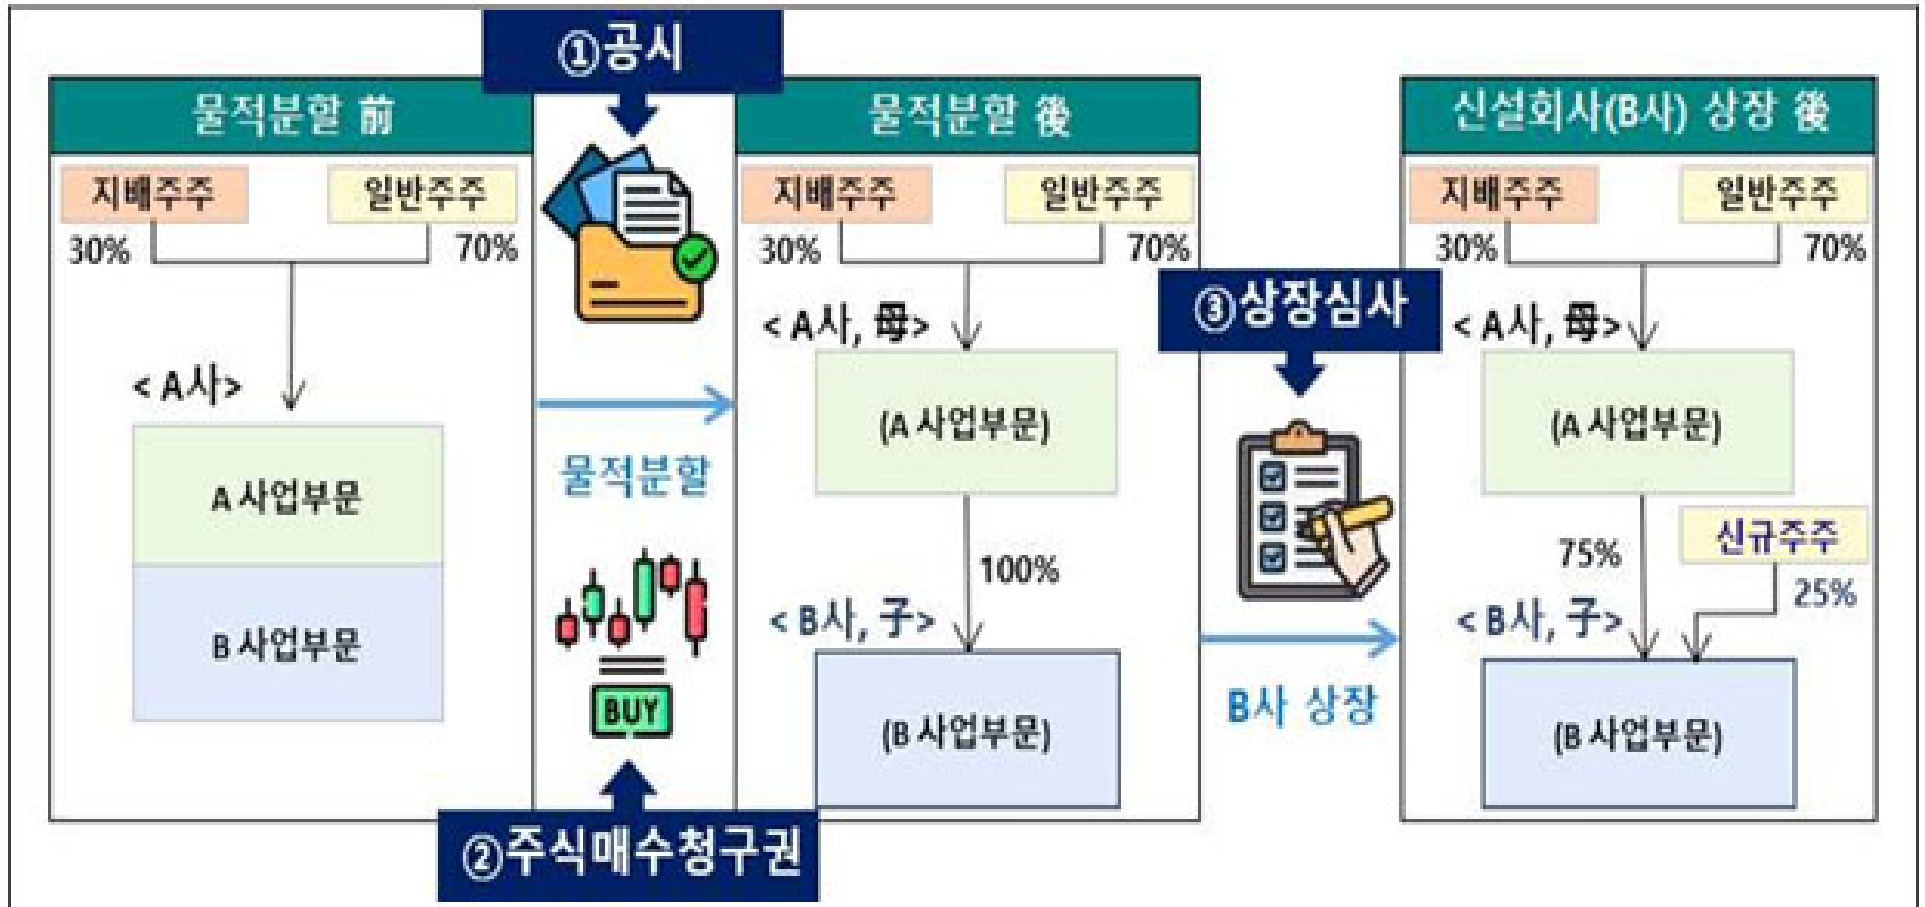 ①공시
물적분할 前
지배주주
일반주주
30%
70%
< A사>
A 사업부문
B 사업부문
물적분할
BUY
②주식매수청구권
물적분할 後
지배주주
일반주주
30%
70%
< A사, 母>
(A 사업부문)
100%
< B사, 子>
(B 사업부문)
③상장심사
B사 상장
신설회사(B사) 상장 後
지배주주
일반주주
30%
70%
< A사, 母>
(A 사업부문)
75%
신규주주
25%
< B사, 子>
(B 사업부문)